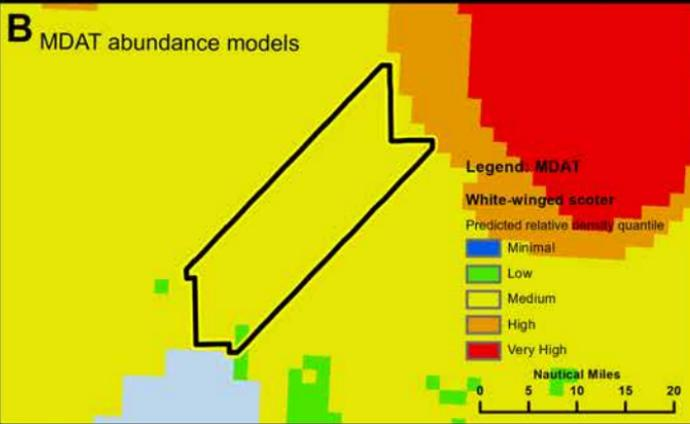 B
MDAT abundance models
Legend: MDAT
White-winged scoter
Predicted relative density quantile
Minimal
Low
Medium
High
Very High
Nautical Miles
0 5 10 15 20